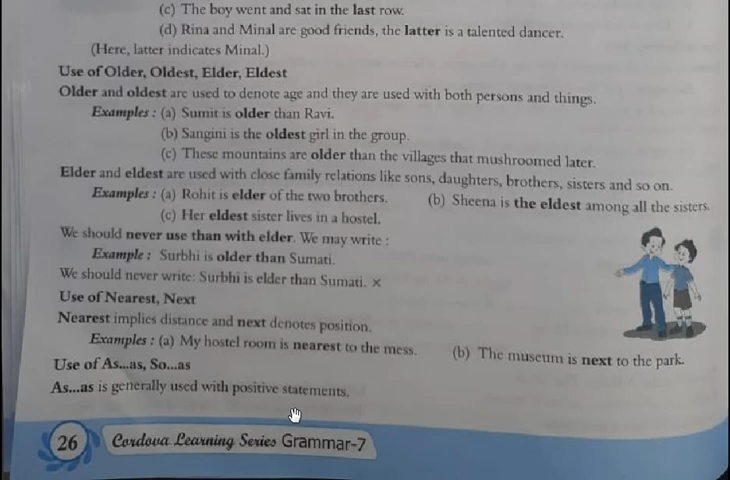 (c) The boy went and sat in the last row.
(d) Rina and Minal are good friends, the latter is a talented dancer.
(Here, latter indicates Minal.)
Use of Older, Oldest, Elder, Eldest
Older and oldest are used to denote age and they are used with both persons and things.
Examples : (a) Sumit is older than Ravi.
(b) Sangini is the oldest girl in the group.
(c) These mountains are older than the villages that mushroomed later.
Elder and eldest are used with close family relations like sons, daughters, brothers, sisters and so on.
Examples : (a) Rohit is elder of the two brothers. (b) Sheena is the eldest among all the sisters.
(c) Her eldest sister lives in a hostel.
We should never use than with elder. We may write :
Example : Surbhi is older than Sumati.
We should never write: Surbhi is elder than Sumati. ×
Use of Nearest, Next
Nearest implies distance and next denotes position.
Examples : (a) My hostel room is nearest to the mess. (b) The museum is next to the park.
Use of As...as, So...as
As...as is generally used with positive statements.
26 Cordova Learning Series Grammar-7